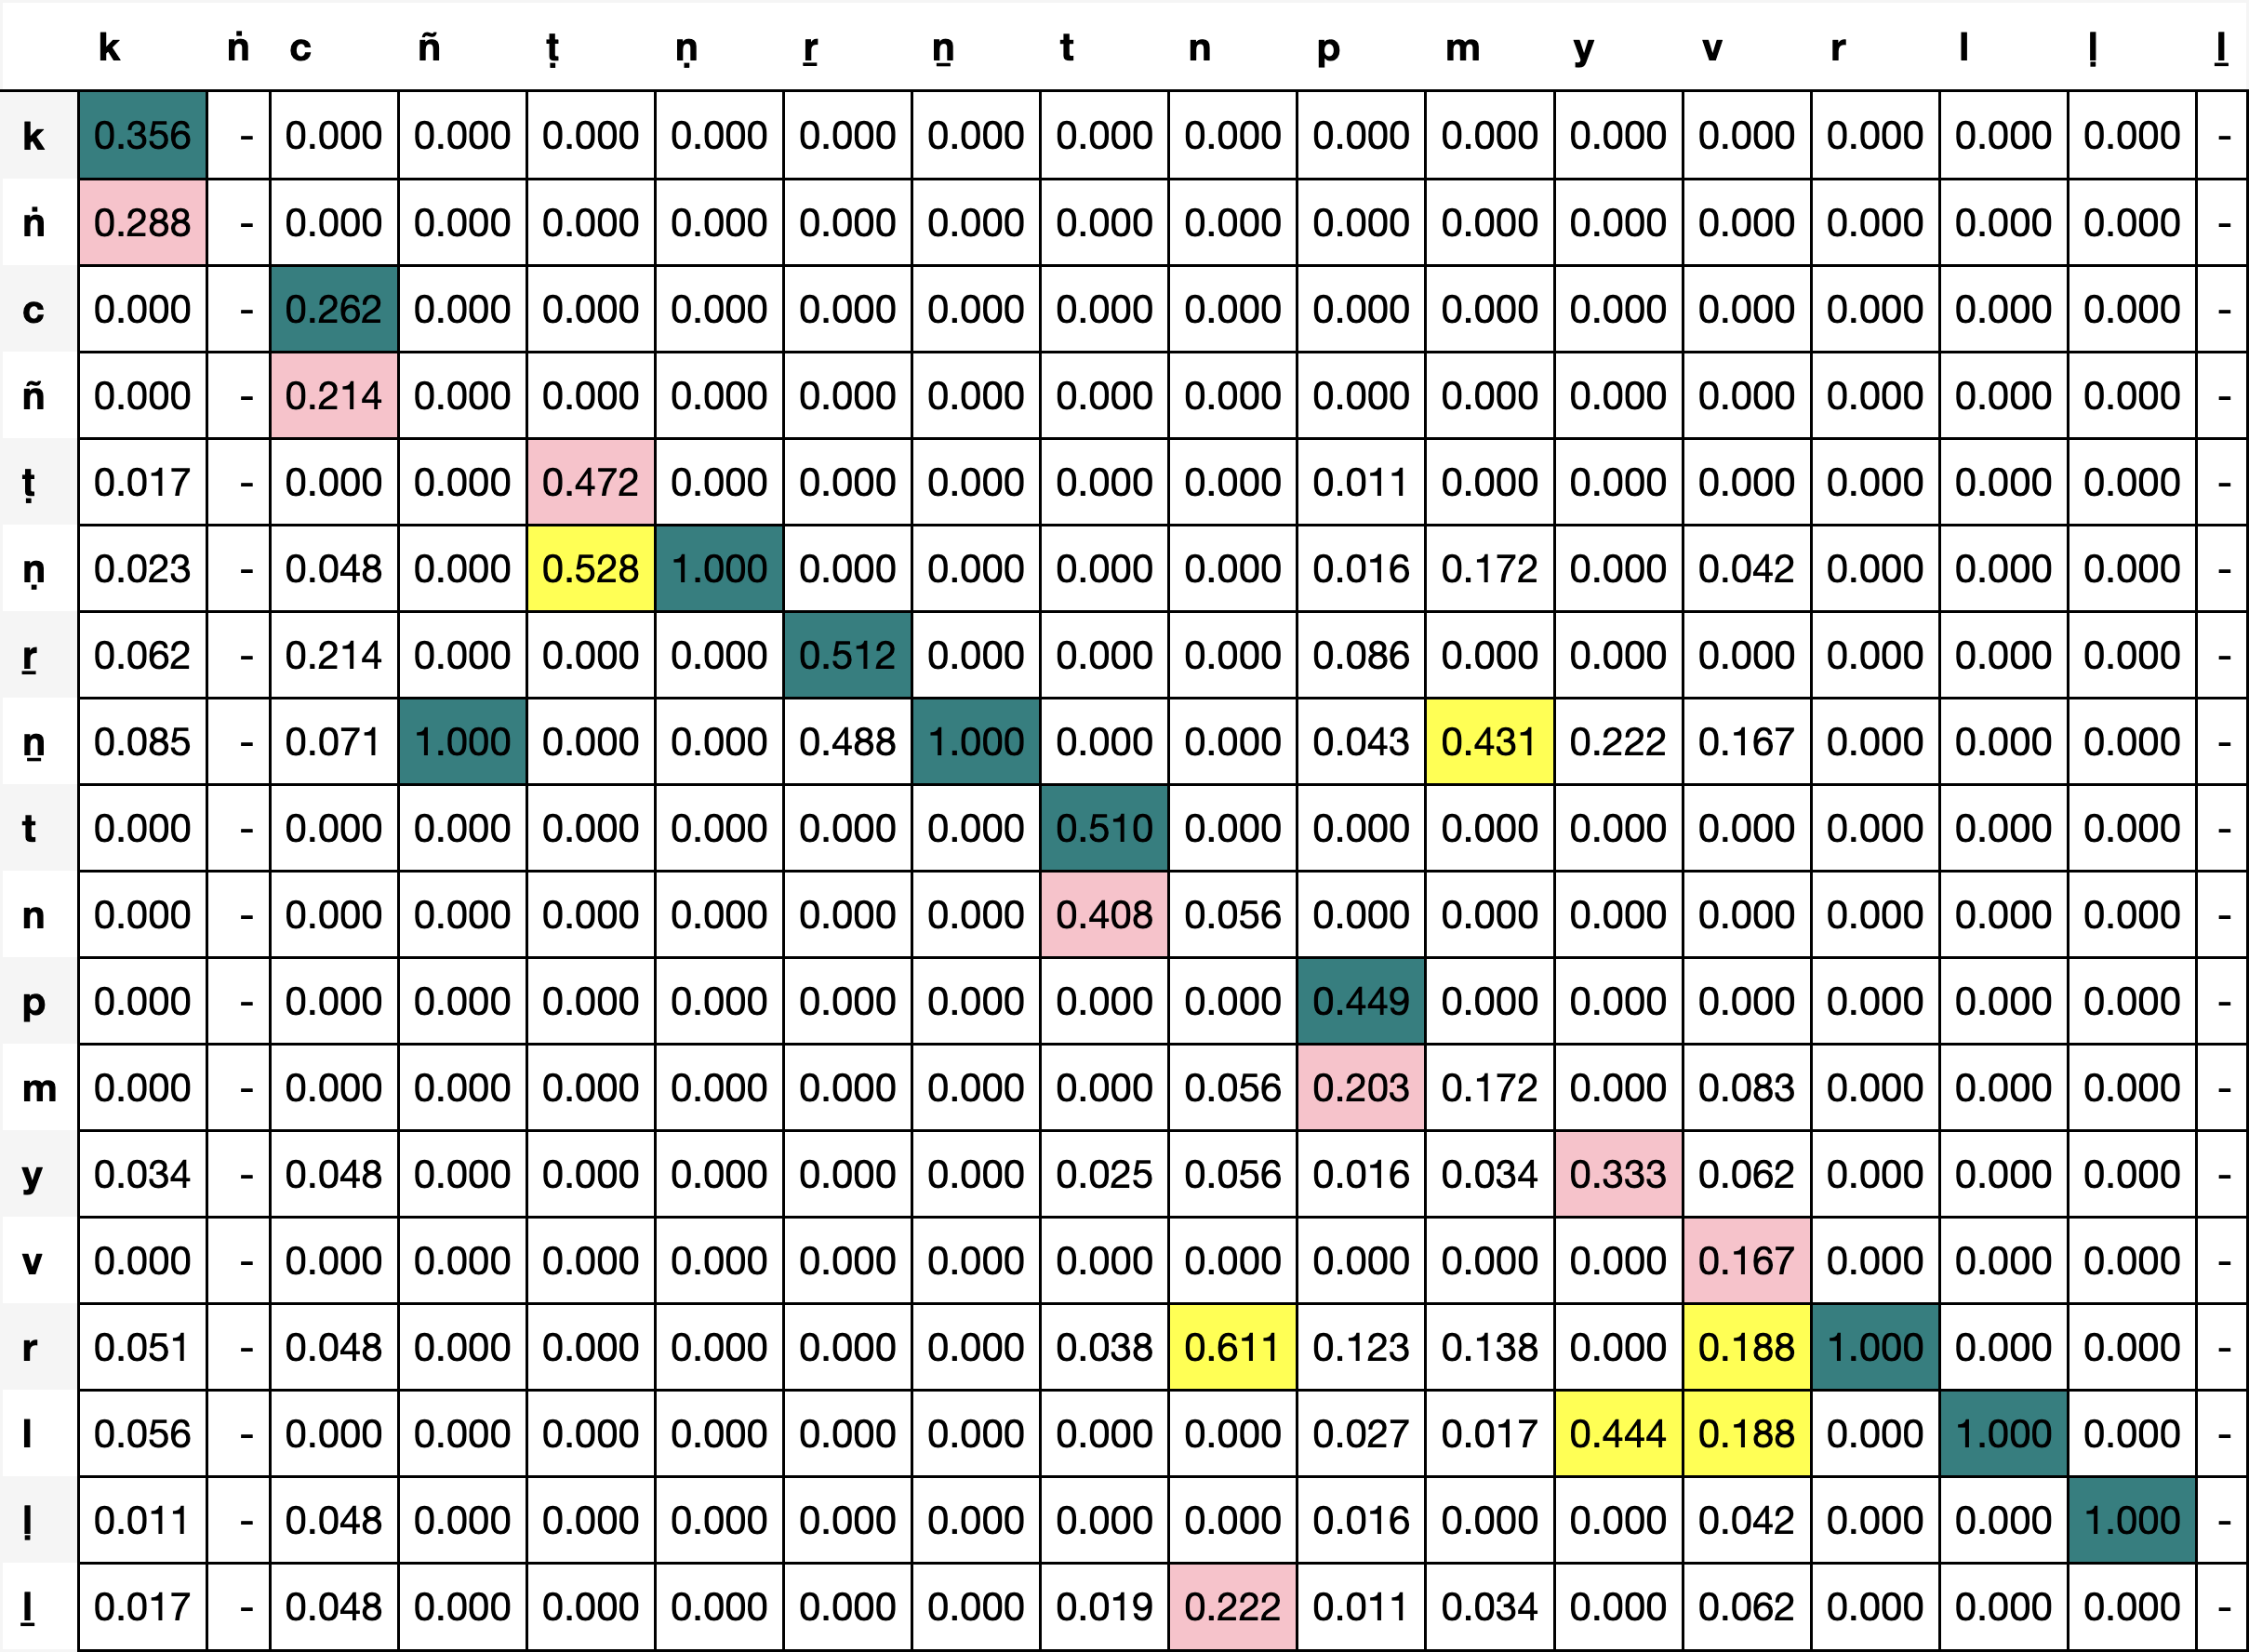 k ṅ c ñ ṭ ṇ ṟ ṉ t n p m y v r l ḷ ḻ
k 0.356 - 0.000 0.000 0.000 0.000 0.000 0.000 0.000 0.000 0.000 0.000 0.000 0.000 0.000 0.000 0.000 -
ṅ 0.288 - 0.000 0.000 0.000 0.000 0.000 0.000 0.000 0.000 0.000 0.000 0.000 0.000 0.000 0.000 0.000 -
c 0.000 - 0.262 0.000 0.000 0.000 0.000 0.000 0.000 0.000 0.000 0.000 0.000 0.000 0.000 0.000 0.000 -
ñ 0.000 - 0.214 0.000 0.000 0.000 0.000 0.000 0.000 0.000 0.000 0.000 0.000 0.000 0.000 0.000 0.000 -
ṭ 0.017 - 0.000 0.000 0.472 0.000 0.000 0.000 0.000 0.000 0.011 0.000 0.000 0.000 0.000 0.000 0.000 -
ṇ 0.023 - 0.048 0.000 0.528 1.000 0.000 0.000 0.000 0.000 0.016 0.172 0.000 0.042 0.000 0.000 0.000 -
ṟ 0.062 - 0.214 0.000 0.000 0.000 0.512 0.000 0.000 0.000 0.086 0.000 0.000 0.000 0.000 0.000 0.000 -
ṉ 0.085 - 0.071 1.000 0.000 0.000 0.488 1.000 0.000 0.000 0.043 0.431 0.222 0.167 0.000 0.000 0.000 -
t 0.000 - 0.000 0.000 0.000 0.000 0.000 0.000 0.510 0.000 0.000 0.000 0.000 0.000 0.000 0.000 0.000 -
n 0.000 - 0.000 0.000 0.000 0.000 0.000 0.000 0.408 0.056 0.000 0.000 0.000 0.000 0.000 0.000 0.000 -
p 0.000 - 0.000 0.000 0.000 0.000 0.000 0.000 0.000 0.000 0.449 0.000 0.000 0.000 0.000 0.000 0.000 -
m 0.000 - 0.000 0.000 0.000 0.000 0.000 0.000 0.000 0.056 0.203 0.172 0.000 0.083 0.000 0.000 0.000 -
y 0.034 - 0.048 0.000 0.000 0.000 0.000 0.000 0.025 0.056 0.016 0.034 0.333 0.062 0.000 0.000 0.000 -
v 0.000 - 0.000 0.000 0.000 0.000 0.000 0.000 0.000 0.000 0.000 0.000 0.000 0.167 0.000 0.000 0.000 -
r 0.051 - 0.048 0.000 0.000 0.000 0.000 0.000 0.038 0.611 0.123 0.138 0.000 0.188 1.000 0.000 0.000 -
l 0.056 - 0.000 0.000 0.000 0.000 0.000 0.000 0.000 0.000 0.027 0.017 0.444 0.188 0.000 1.000 0.000 -
ḷ 0.011 - 0.048 0.000 0.000 0.000 0.000 0.000 0.000 0.000 0.016 0.000 0.000 0.042 0.000 0.000 1.000 -
ḻ 0.017 - 0.048 0.000 0.000 0.000 0.000 0.000 0.019 0.222 0.011 0.034 0.000 0.062 0.000 0.000 0.000 -